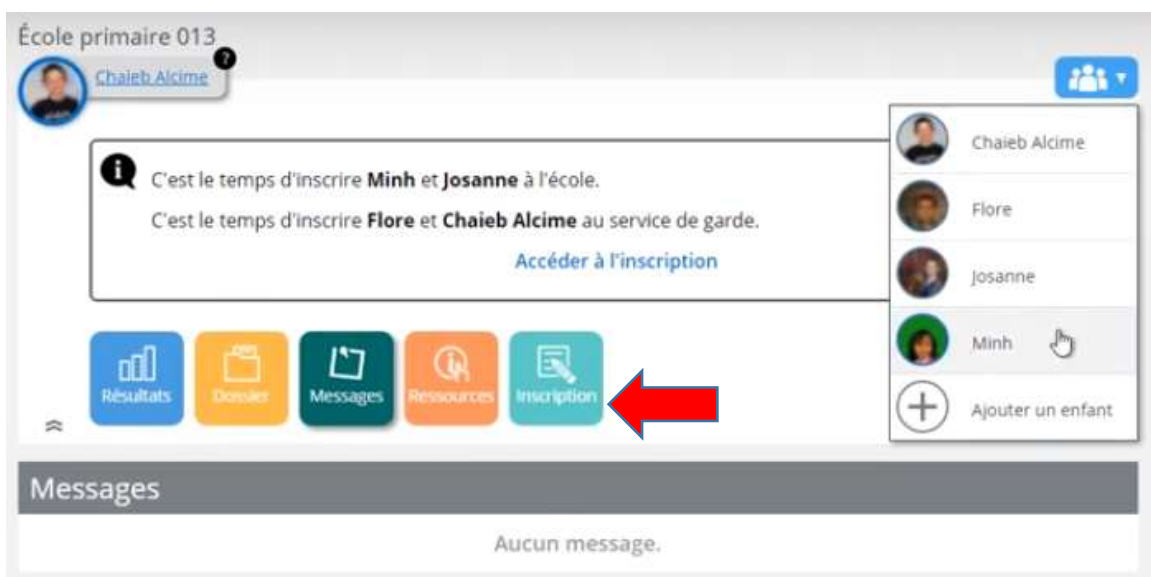 École primaire 013
Chaieb Alcime
?
C'est le temps d'inscrire Minh et Josanne à l'école.
C'est le temps d'inscrire Flore et Chaieb Alcime au service de garde.
Accéder à l'inscription
Chaieb Alcime
Flore
Josanne
Minh
Ajouter un enfant
Résultats
Dossier
Messages
Ressources
Inscription
Messages
Aucun message.